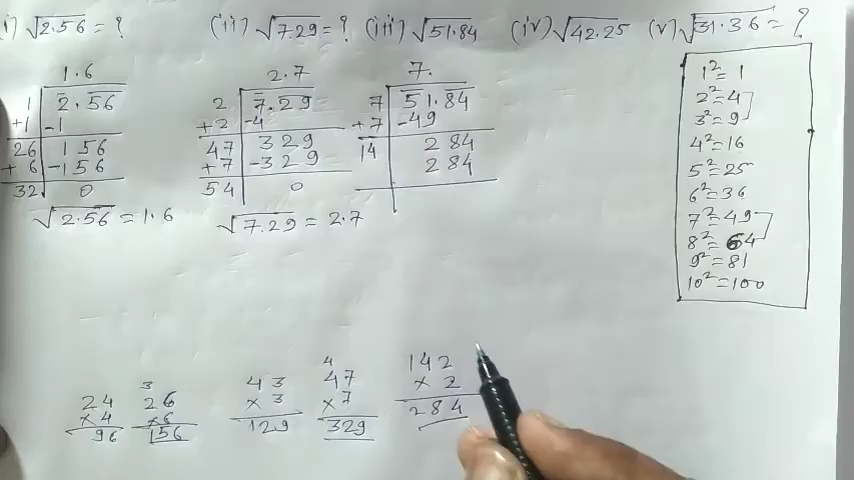 i) √2.56 = ? (ii) √7.29 = ? (iii) √51.84 (iv) √42.25 (v) √31.36 = ?
1.6
1 2.56
+1 -1
26 156
+6 -156
32 0
√2.56 = 1.6
2.7
2 7.29
+2 -4
47 329
+7 -329
54 0
√7.29 = 2.7
7.
7 51.84
+7 -49
14 284
284
1² = 1
2² = 4
3² = 9
4² = 16
5² = 25
6² = 36
7² = 49
8² = 64
9² = 81
10² = 100
24
×4
96
3
26
×6
156
43
×3
129
4
47
×7
329
142
× 2
284